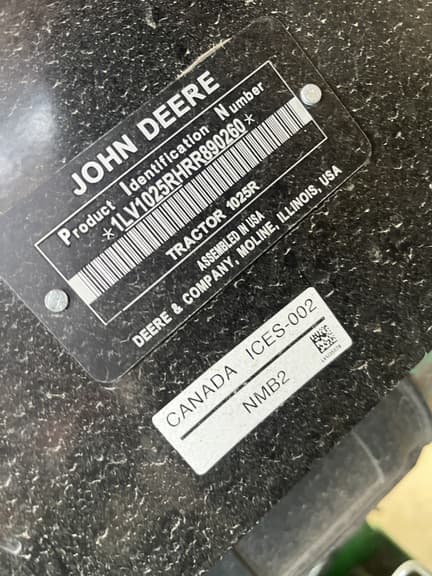 JOHN DEERE
Product Identification Number
*1LV1025RHRR890260*
TRACTOR 1025R
ASSEMBLED IN USA
DEERE & COMPANY, MOLINE, ILLINOIS, USA
CANADA ICES-002
NMB2